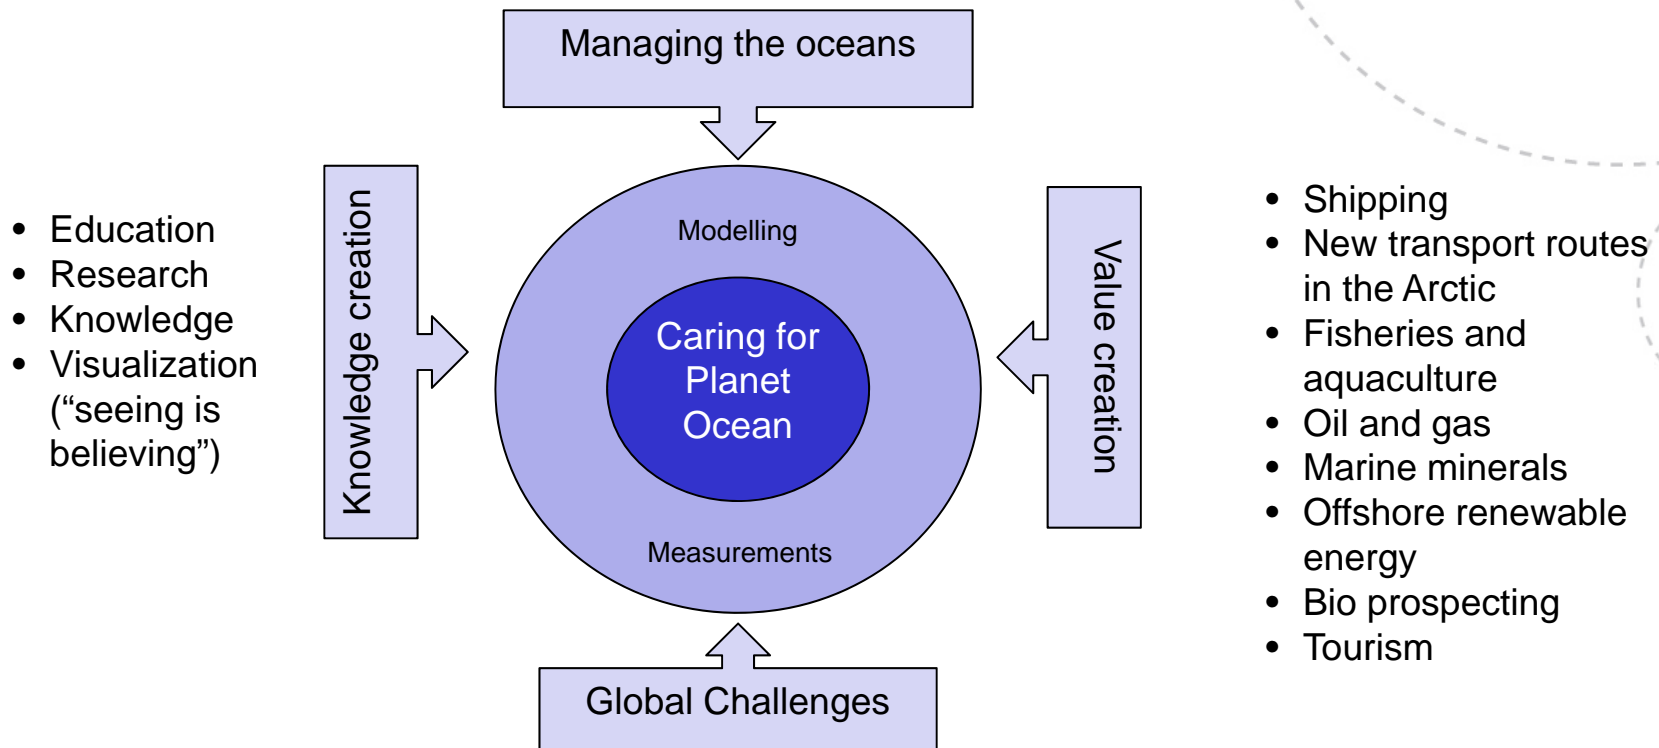 Managing the oceans
• Education
• Research
• Knowledge
• Visualization
(“seeing is
believing”)
Knowledge creation
Modelling
Caring for
Planet
Ocean
Measurements
Value creation
• Shipping
• New transport routes
in the Arctic
• Fisheries and
aquaculture
• Oil and gas
• Marine minerals
• Offshore renewable
energy
• Bio prospecting
• Tourism
Global Challenges